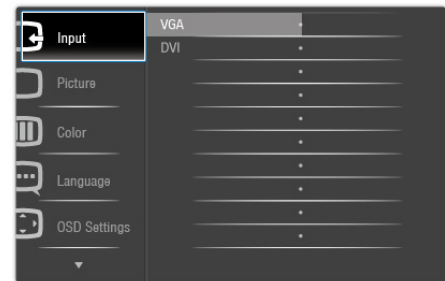 Input
VGA
DVI
Picture
Color
Language
OSD Settings